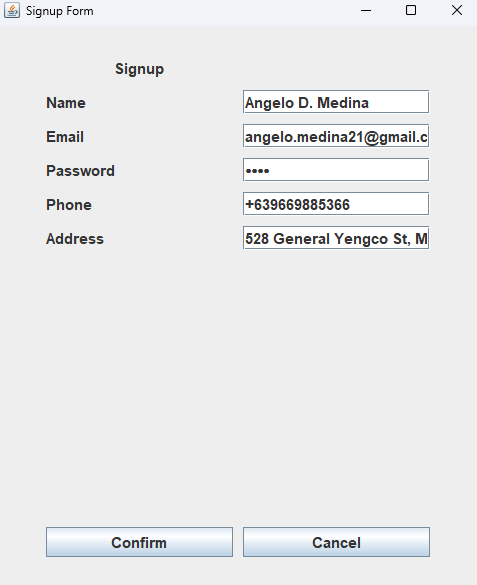 Signup Form
Signup
Name Angelo D. Medina
Email angelo.medina21@gmail.c
Password ••••
Phone +639669885366
Address 528 General Yengco St, M
Confirm Cancel